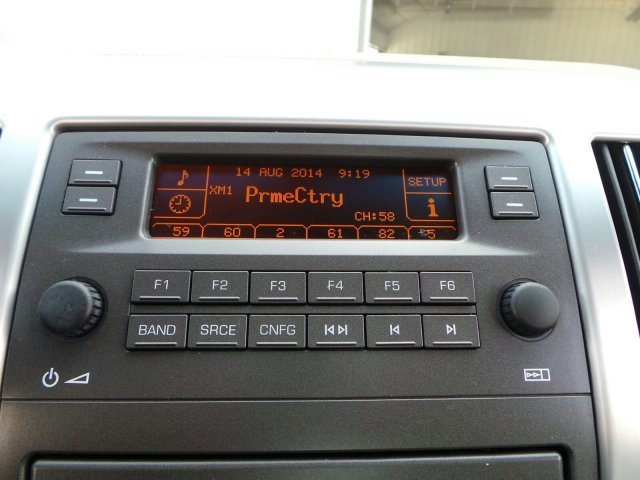 14 AUG 2014 9:19
SETUP
XM1
PrmeCtry
i
CH:58
59 60 2 61 82 5
F1 F2 F3 F4 F5 F6
BAND SRCE CNFG